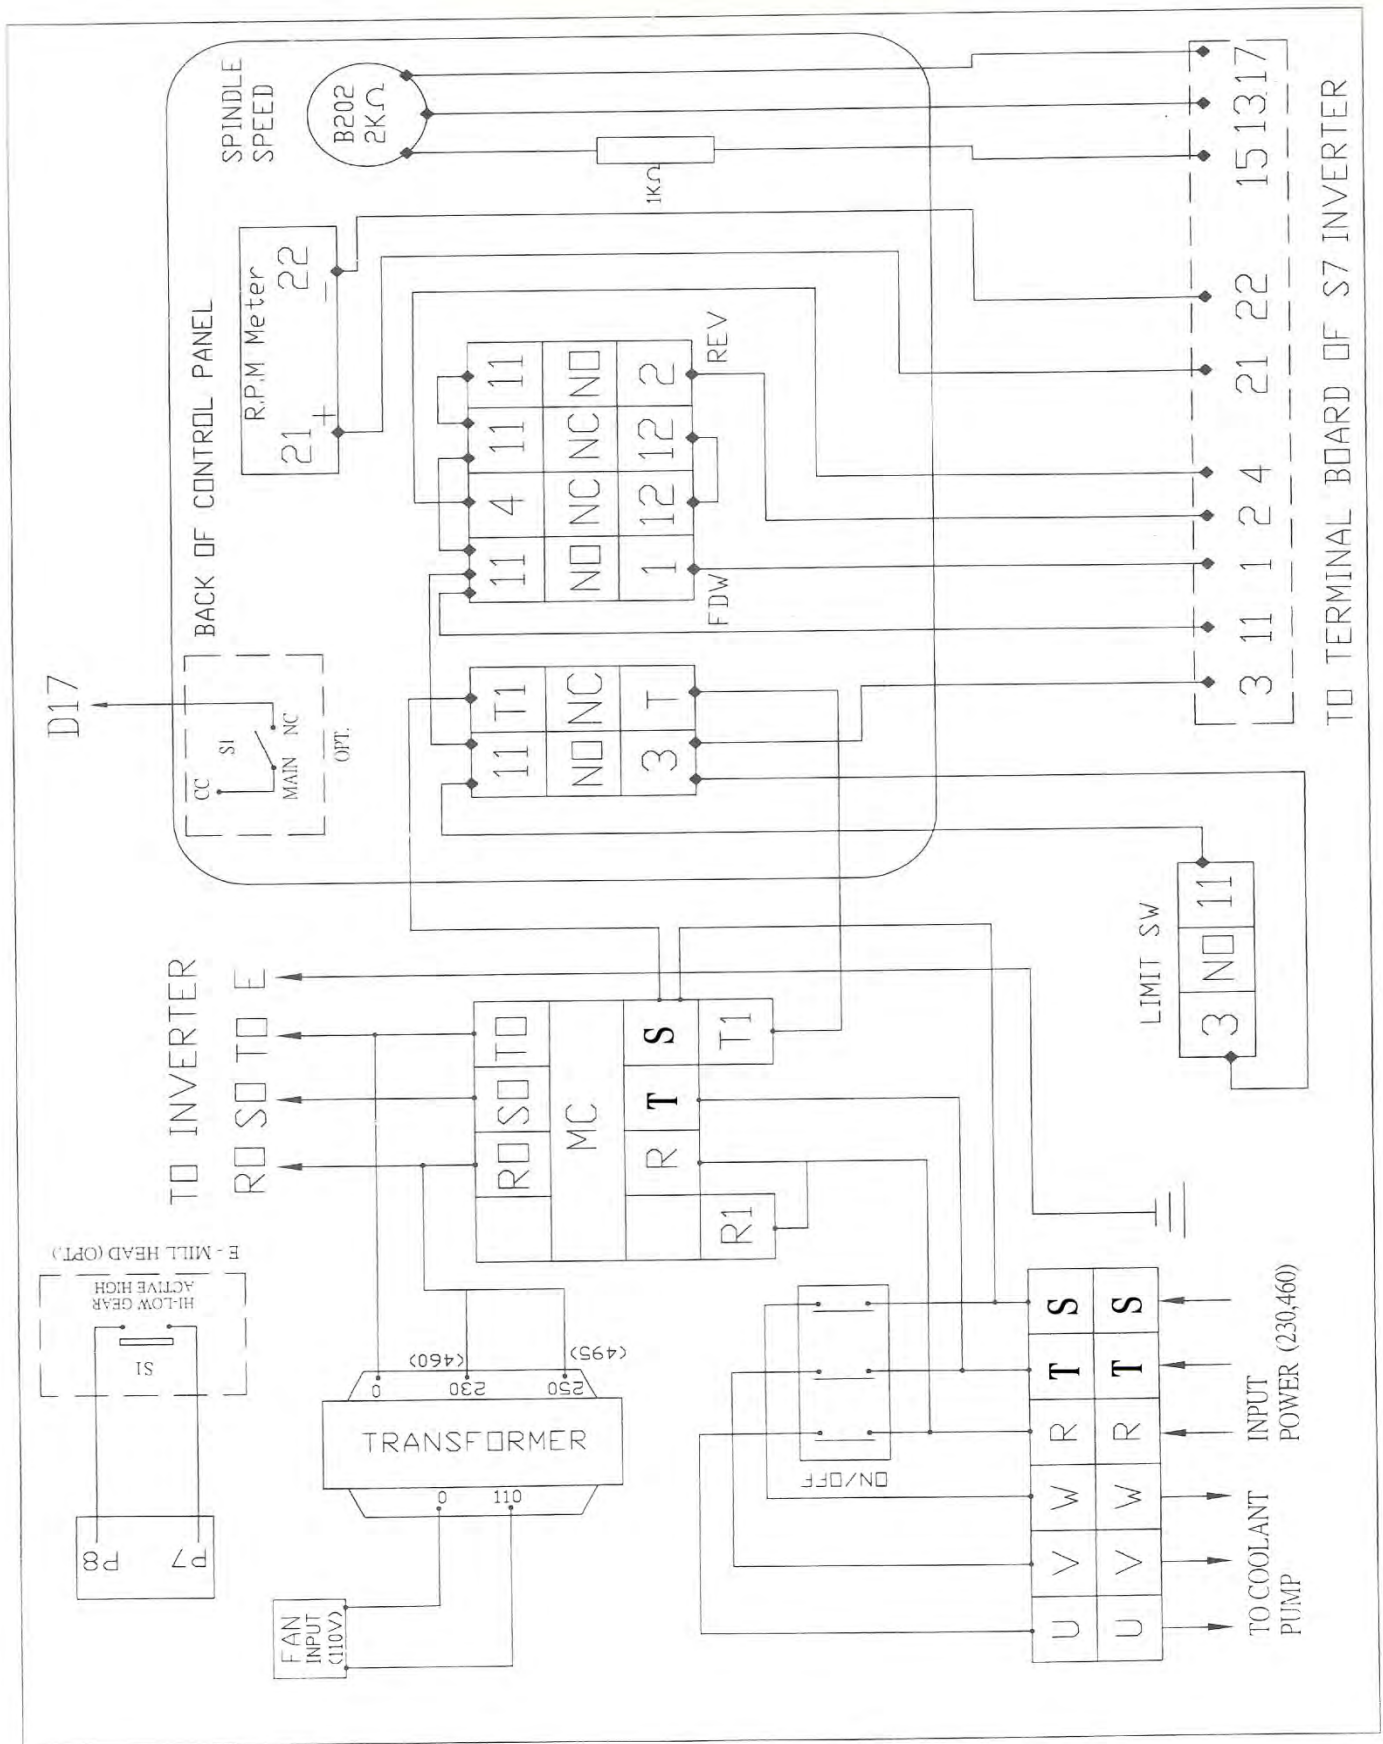 D17
BACK OF CONTROL PANEL
CC
S1
MAIN NC
OPT.
R.P.M Meter
21 + - 22
SPINDLE
SPEED
B202
2KΩ
1KΩ
11 T1
NO NC
3 T
11 4 11 11
NO NC NC NO
1 12 12 2
FDW
REV
3 11 1 2 4 21 22 15 13 17
TO TERMINAL BOARD OF S7 INVERTER
TO INVERTER
RO SO TO E
RO SO TO
MC
R T S
R1
T1
LIMIT SW
3 NO 11
E - MILL HEAD (OPT.)
HI-LOW GEAR
ACTIVE HIGH
S1
P8
P7
TRANSFORMER
0 230 250
(460) (495)
0 110
FAN
INPUT
(110V)
ON/OFF
U V W R T S
U V W R T S
TO COOLANT
PUMP
INPUT
POWER (230,460)